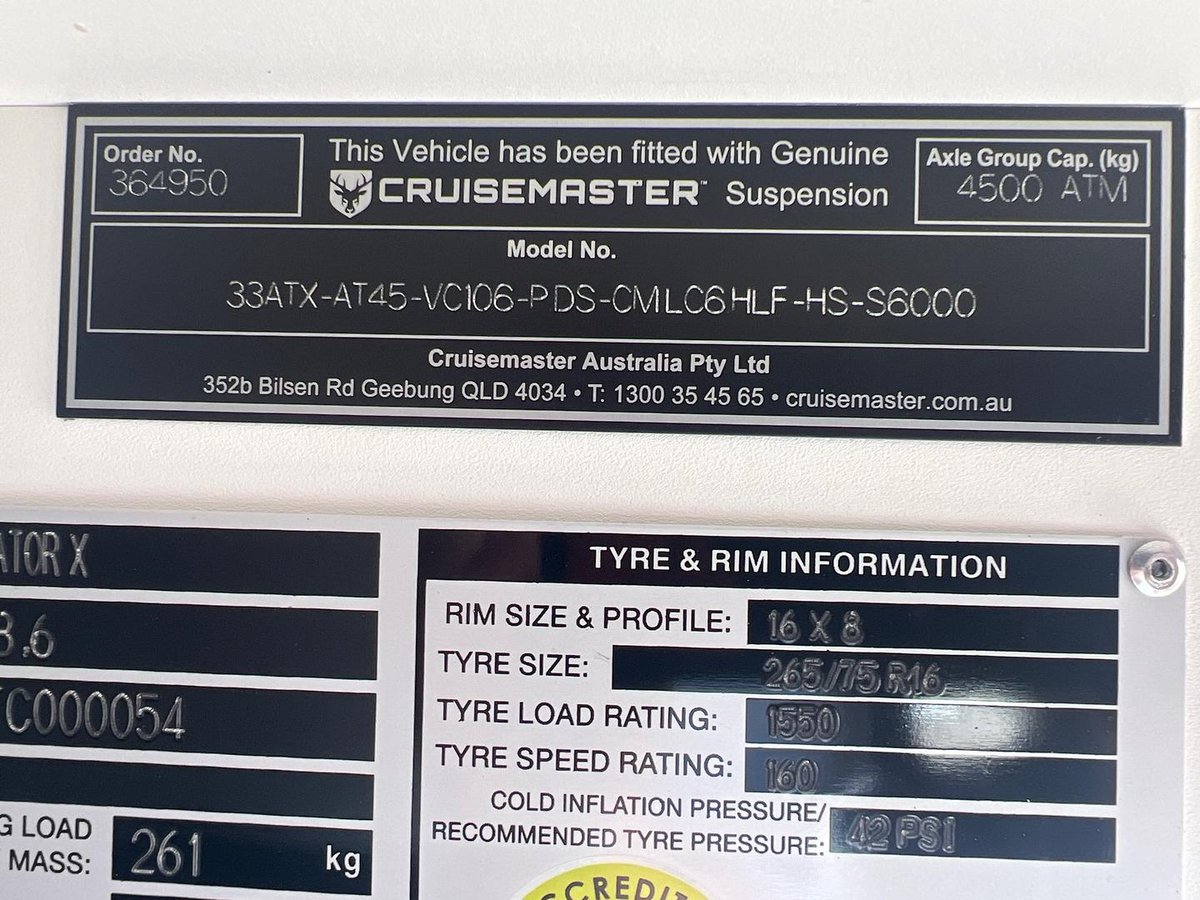 Order No.
364950
This Vehicle has been fitted with Genuine
CRUISEMASTER™ Suspension
Axle Group Cap. (kg)
4500 ATM
Model No.
33ATX-AT45-VC106-PDS-CMLC6HLF-HS-S6000
Cruisemaster Australia Pty Ltd
352b Bilsen Rd Geebung QLD 4034 • T: 1300 35 45 65 • cruisemaster.com.au
ATOR X
3,6
C000054
G LOAD
MASS: 261 kg
TYRE & RIM INFORMATION
RIM SIZE & PROFILE: 16 X 8
TYRE SIZE: 265/75 R16
TYRE LOAD RATING: 1550
TYRE SPEED RATING: 160
COLD INFLATION PRESSURE/
RECOMMENDED TYRE PRESSURE: 42 PSI
CREDIT